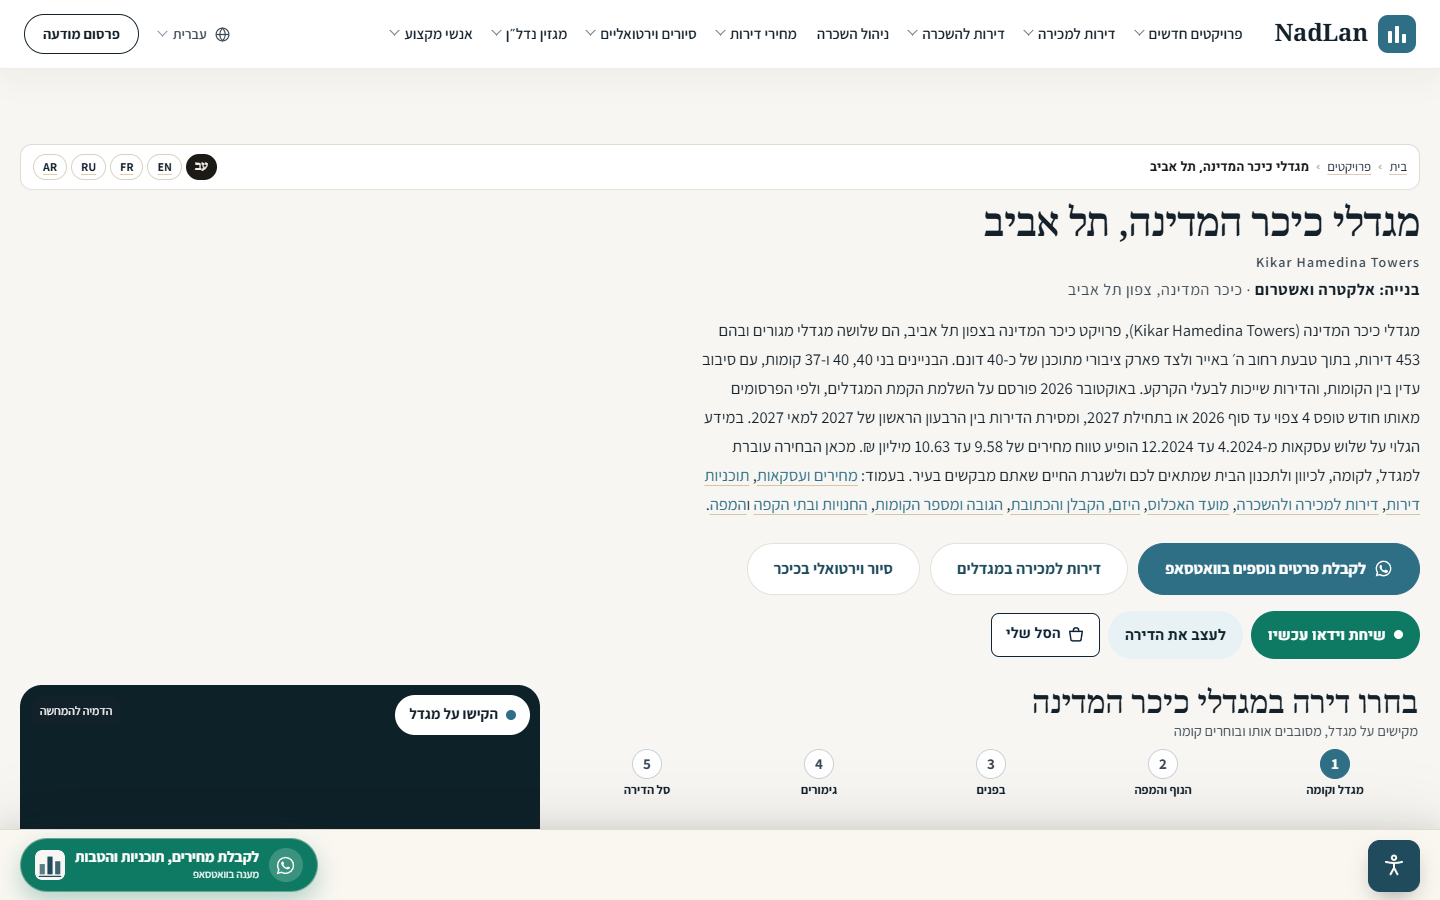 NadLan
פרויקטים חדשים
דירות למכירה
דירות להשכרה
ניהול השכרה
מחירי דירות
סיורים וירטואליים
מגזין נדל״ן
אנשי מקצוע
עברית
פרסום מודעה
בית › פרויקטים › מגדלי כיכר המדינה, תל אביב
עב
EN
FR
RU
AR
מגדלי כיכר המדינה, תל אביב
Kikar Hamedina Towers
בנייה: אלקטרה ואשטרום · כיכר המדינה, צפון תל אביב
מגדלי כיכר המדינה (Kikar Hamedina Towers), פרויקט כיכר המדינה בצפון תל אביב, הם שלושה מגדלי מגורים ובהם
453 דירות, בתוך טבעת רחוב ה׳ באייר ולצד פארק ציבורי מתוכנן של כ-40 דונם. הבניינים בני 40, 40 ו-37 קומות, עם סיבוב
עדין בין הקומות, והדירות שייכות לבעלי הקרקע. באוקטובר 2026 פורסם על השלמת הקמת המגדלים, ולפי הפרסומים
מאותו חודש טופס 4 צפוי עד סוף 2026 או בתחילת 2027, ומסירת הדירות בין הרבעון הראשון של 2027 למאי 2027. במידע
הגלוי על שלוש עסקאות מ-4.2024 עד 12.2024 הופיע טווח מחירים של 9.58 עד 10.63 מיליון ₪. מכאן הבחירה עוברת
למגדל, לקומה, לכיוון ולתכנון הבית שמתאים לכם ולשגרת החיים שאתם מבקשים בעיר. בעמוד: מחירים ועסקאות, תוכניות
דירות, דירות למכירה ולהשכרה, מועד האכלוס, היזם, הקבלן והכתובת, הגובה ומספר הקומות, החנויות ובתי הקפה והמפה.
לקבלת פרטים נוספים בוואטסאפ
דירות למכירה במגדלים
סיור וירטואלי בכיכר
שיחת וידאו עכשיו
לעצב את הדירה
הסל שלי
בחרו דירה במגדלי כיכר המדינה
מקישים על מגדל, מסובבים אותו ובוחרים קומה
1
2
3
4
5
מגדל וקומה
הנוף והמפה
בפנים
גימורים
סל הדירה
הקישו על מגדל
הדמיה להמחשה
לקבלת מחירים, תוכניות והטבות
מענה בוואטסאפ